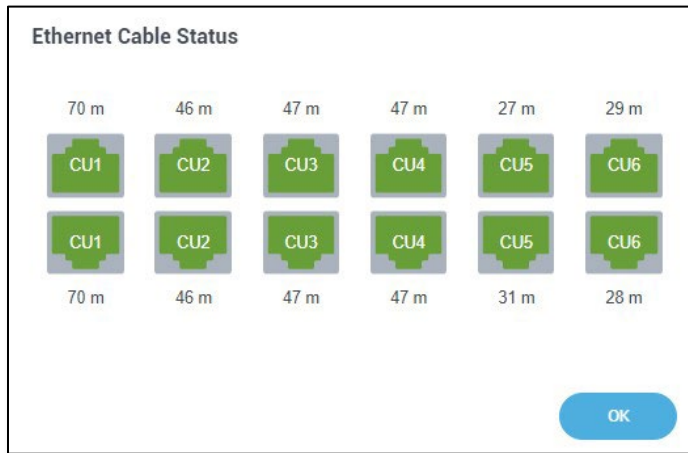 Ethernet Cable Status
70 m 46 m 47 m 47 m 27 m 29 m
CU1 CU2 CU3 CU4 CU5 CU6
CU1 CU2 CU3 CU4 CU5 CU6
70 m 46 m 47 m 47 m 31 m 28 m
OK